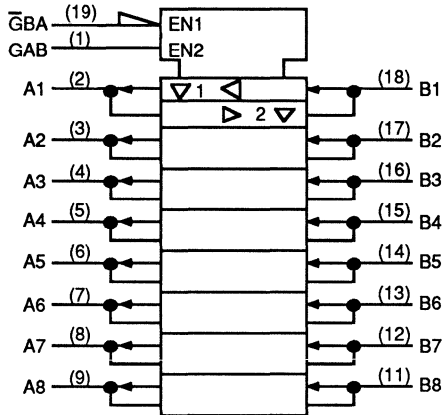 G̅BA (19) EN1
GAB (1) EN2
A1 (2) 1 (18) B1
2
A2 (3) (17) B2
A3 (4) (16) B3
A4 (5) (15) B4
A5 (6) (14) B5
A6 (7) (13) B6
A7 (8) (12) B7
A8 (9) (11) B8